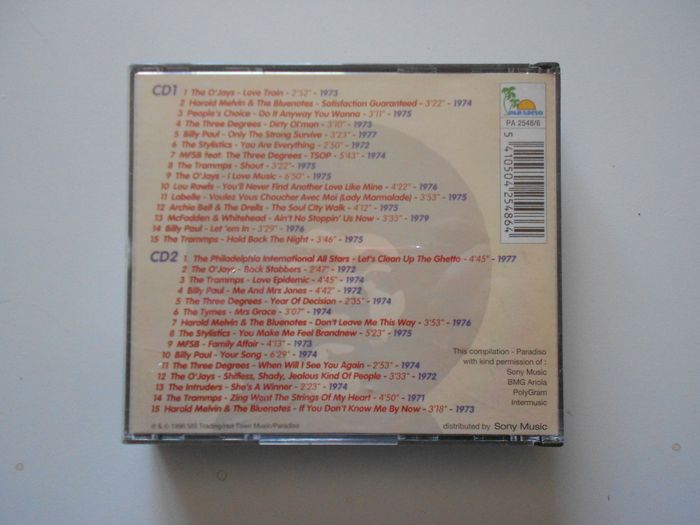 CD1 1 The O'Jays - Love Train - 2'52" - 1973
2 Harold Melvin & The Bluenotes - Satisfaction Guaranteed - 3'22" - 1974
3 People's Choice - Do It Anyway You Wanna - 3'11" - 1975
4 The Three Degrees - Dirty Ol'man - 3'10" - 1973
5 Billy Paul - Only The Strong Survive - 3'23" - 1977
6 The Stylistics - You Are Everything - 2'50" - 1972
7 MFSB feat. The Three Degrees - TSOP - 5'43" - 1974
8 The Trammps - Shout - 3'22" - 1975
9 The O'Jays - I Love Music - 6'50" - 1975
10 Lou Rawls - You'll Never Find Another Love Like Mine - 4'22" - 1976
11 Labelle - Voulez Vous Choucher Avec Moi (Lady Marmalade) - 3'53" - 1975
12 Archie Bell & The Drells - The Soul City Walk - 4'12" - 1975
13 McFadden & Whitehead - Ain't No Stoppin' Us Now - 3'33" - 1979
14 Billy Paul - Let 'em In - 3'29" - 1976
15 The Trammps - Hold Back The Night - 3'46" - 1975
CD2 1 The Philadelphia International All Stars - Let's Clean Up The Ghetto - 4'45" - 1977
2 The O'Jays - Back Stabbers - 2'47" - 1972
3 The Trammps - Love Epidemic - 4'45" - 1974
4 Billy Paul - Me And Mrs Jones - 4'42" - 1972
5 The Three Degrees - Year Of Decision - 2'35" - 1974
6 The Tymes - Mrs Grace - 3'07" - 1974
7 Harold Melvin & The Bluenotes - Don't Leave Me This Way - 3'53" - 1976
8 The Stylistics - You Make Me Feel Brandnew - 5'23" - 1974
9 MFSB - Family Affair - 4'13" - 1973
10 Billy Paul - Your Song - 6'29" - 1974
11 The Three Degrees - When Will I See You Again - 2'53" - 1974
12 The O'Jays - Shifless, Shady, Jealous Kind Of People - 3'33" - 1972
13 The Intruders - She's A Winner - 2'23" - 1974
14 The Trammps - Zing Want The Strings Of My Heart - 4'50" - 1971
15 Harold Melvin & The Bluenotes - If You Don't Know Me By Now - 3'18" - 1973
℗ & © 1996 MS Trading/Hot Town Music/Paradiso
PARADISO
PA 2548/6
5 410504 254864
This compilation - Paradiso
with kind permission of :
Sony Music
BMG Ariola
PolyGram
Intermusic
distributed by Sony Music